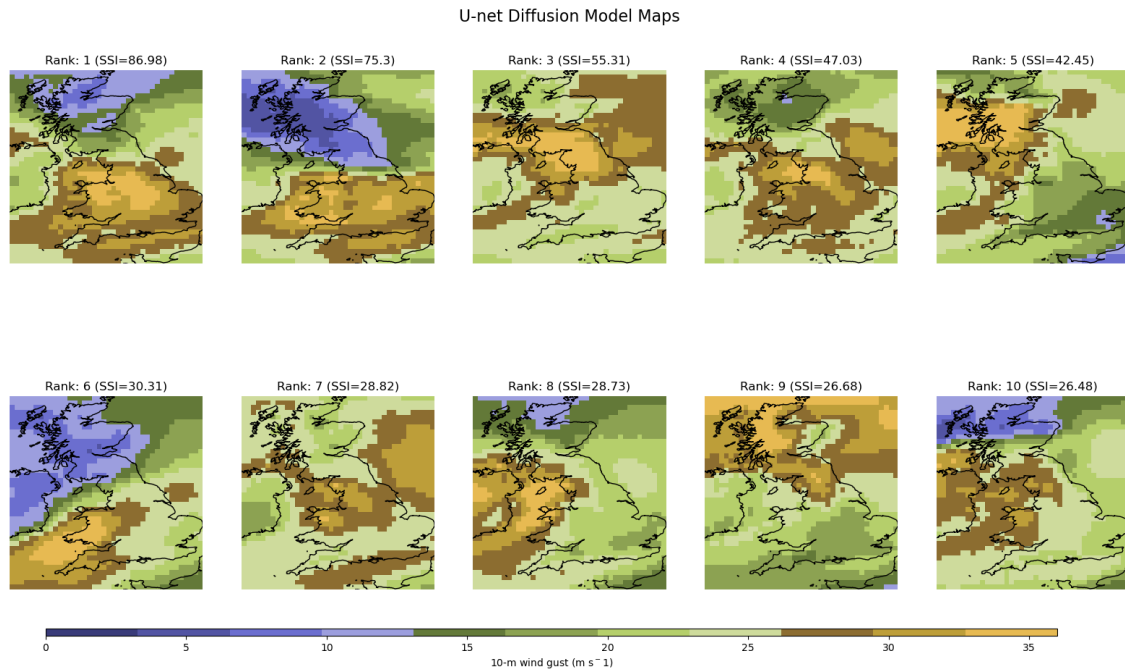 U-net Diffusion Model Maps
Rank: 1 (SSI=86.98)
Rank: 2 (SSI=75.3)
Rank: 3 (SSI=55.31)
Rank: 4 (SSI=47.03)
Rank: 5 (SSI=42.45)
Rank: 6 (SSI=30.31)
Rank: 7 (SSI=28.82)
Rank: 8 (SSI=28.73)
Rank: 9 (SSI=26.68)
Rank: 10 (SSI=26.48)
0 5 10 15 20 25 30 35
10-m wind gust (m s⁻1)